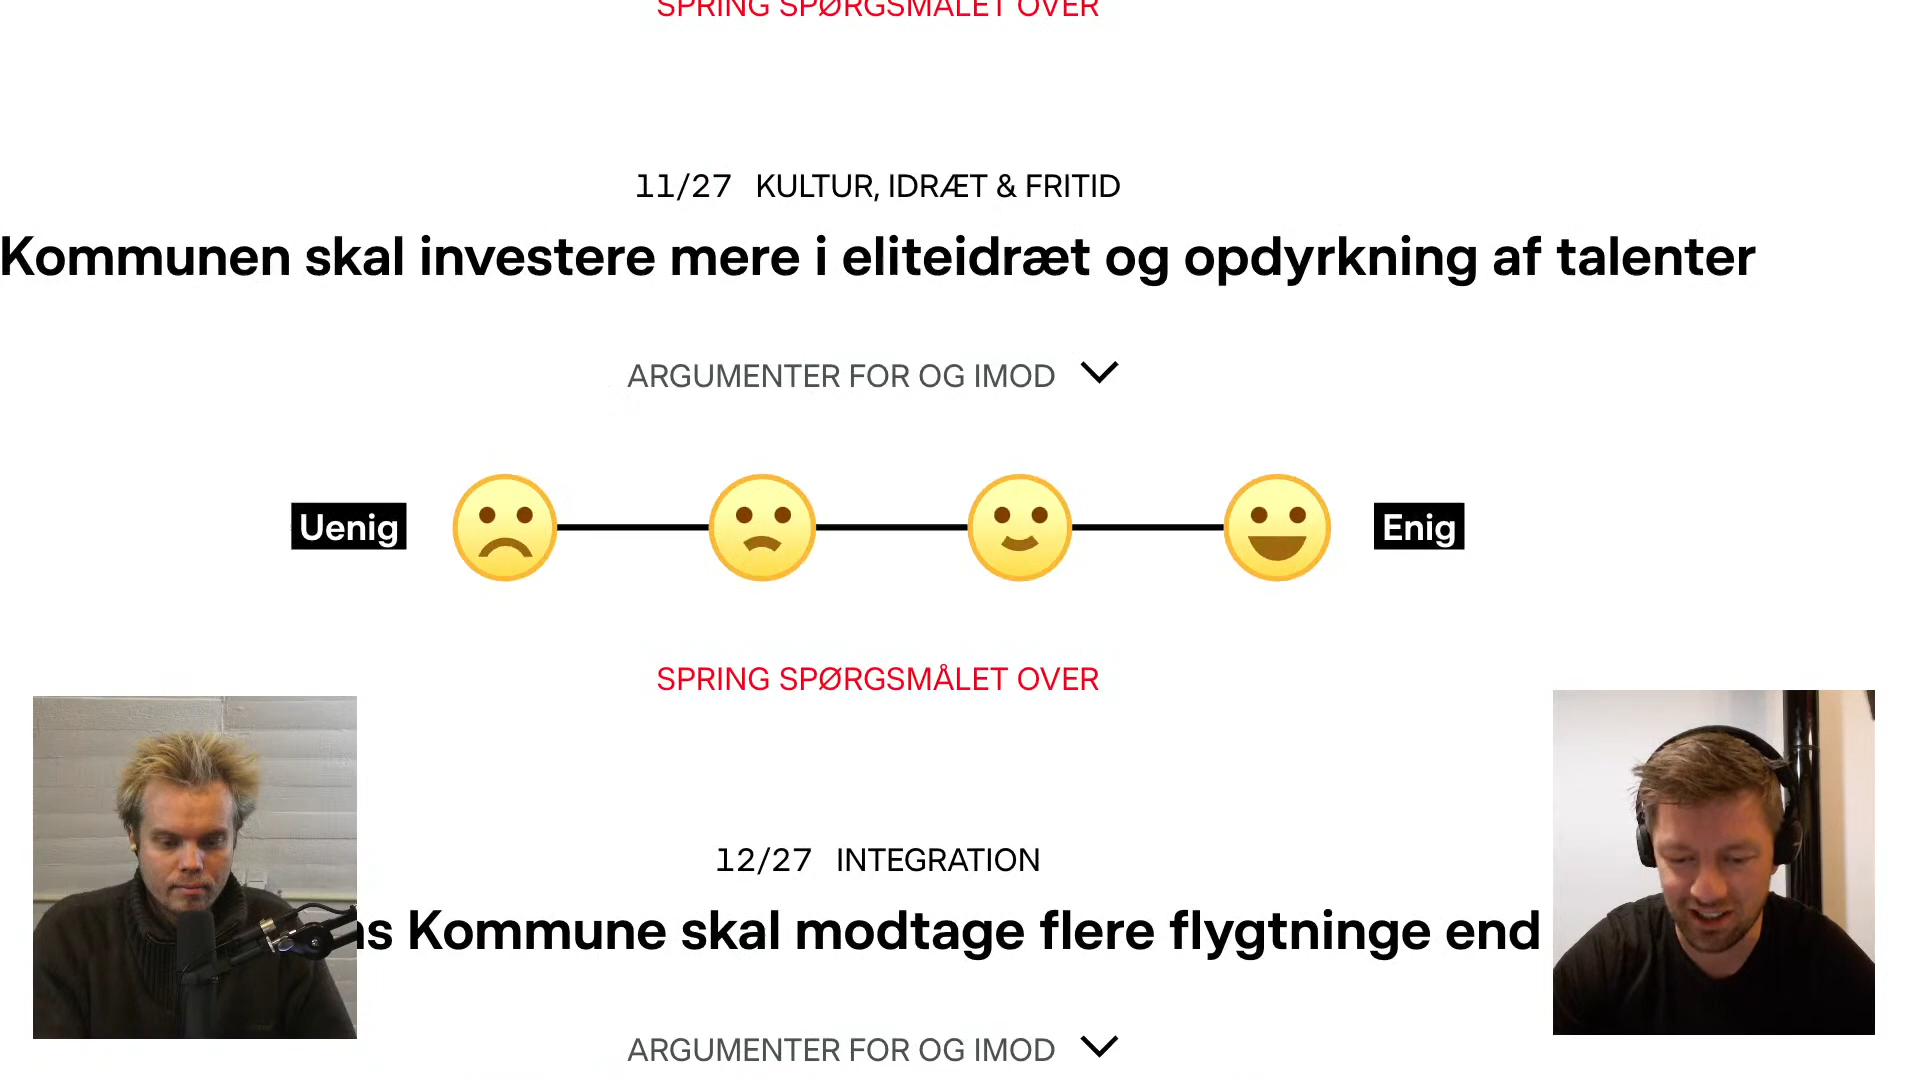 SPRING SPØRGSMÅLET OVER
11/27 KULTUR, IDRÆT & FRITID
Kommunen skal investere mere i eliteidræt og opdyrkning af talenter
ARGUMENTER FOR OG IMOD
Uenig
Enig
SPRING SPØRGSMÅLET OVER
12/27 INTEGRATION
Kommune skal modtage flere flygtninge end
ARGUMENTER FOR OG IMOD